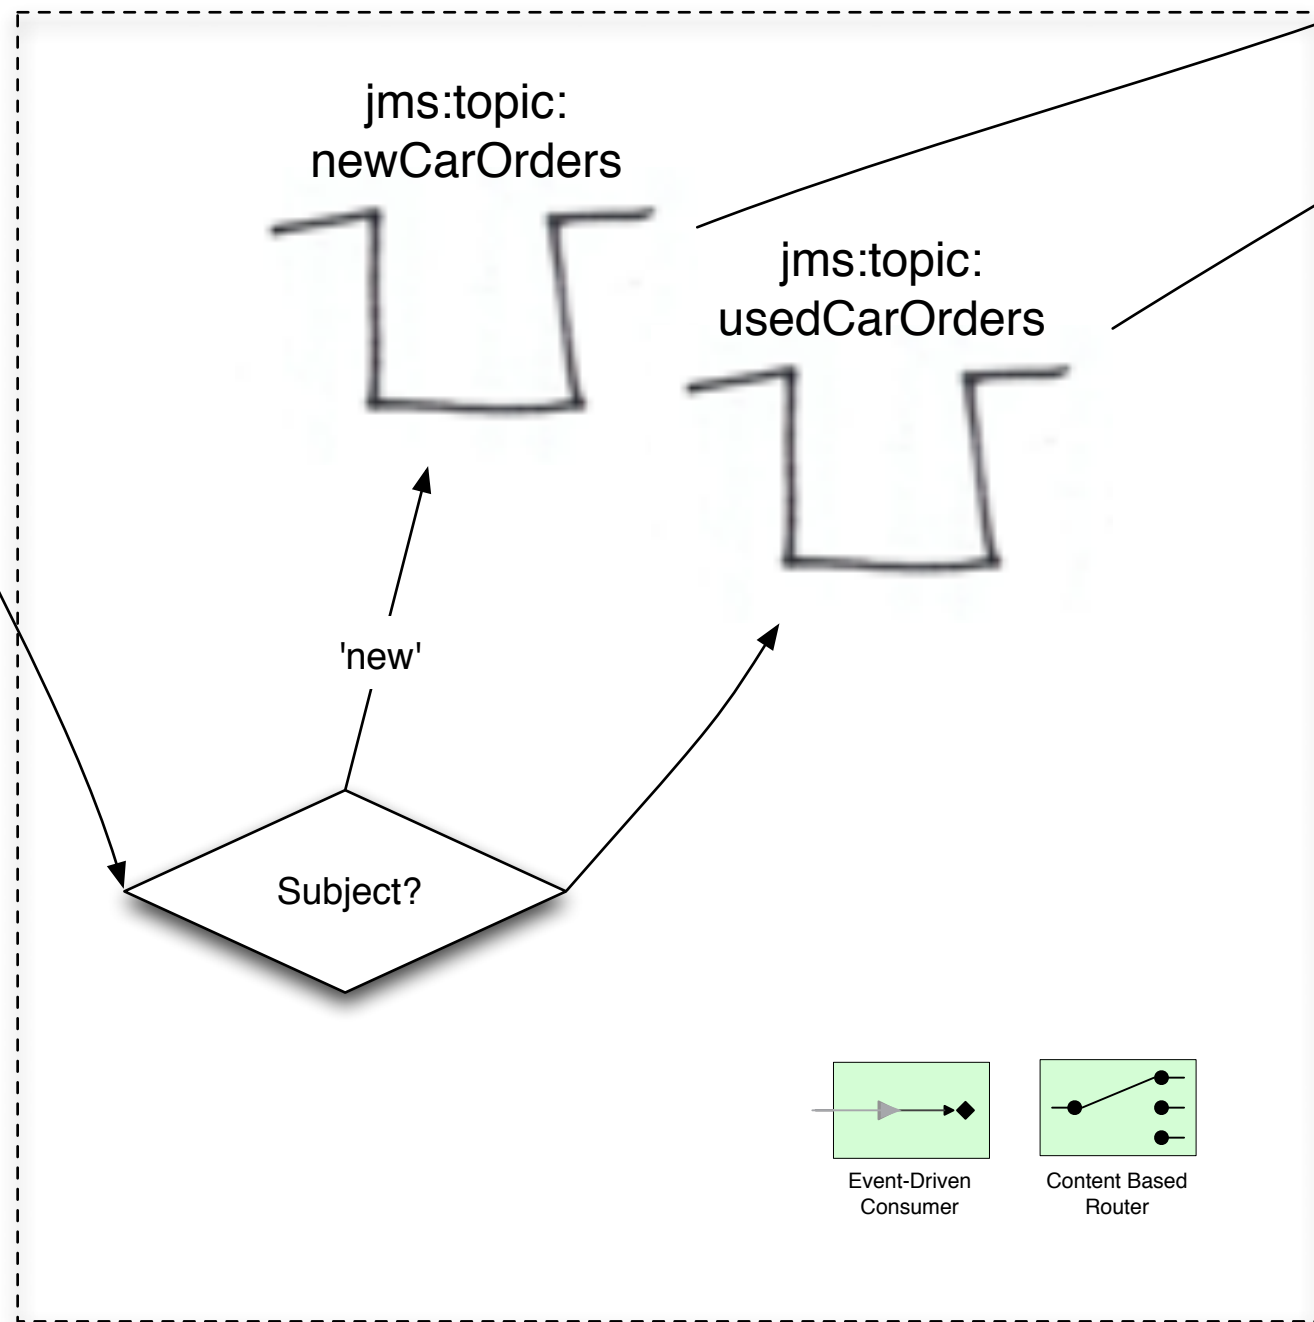 jms:topic:
newCarOrders
jms:topic:
usedCarOrders
'new'
Subject?
Event-Driven
Consumer
Content Based
Router